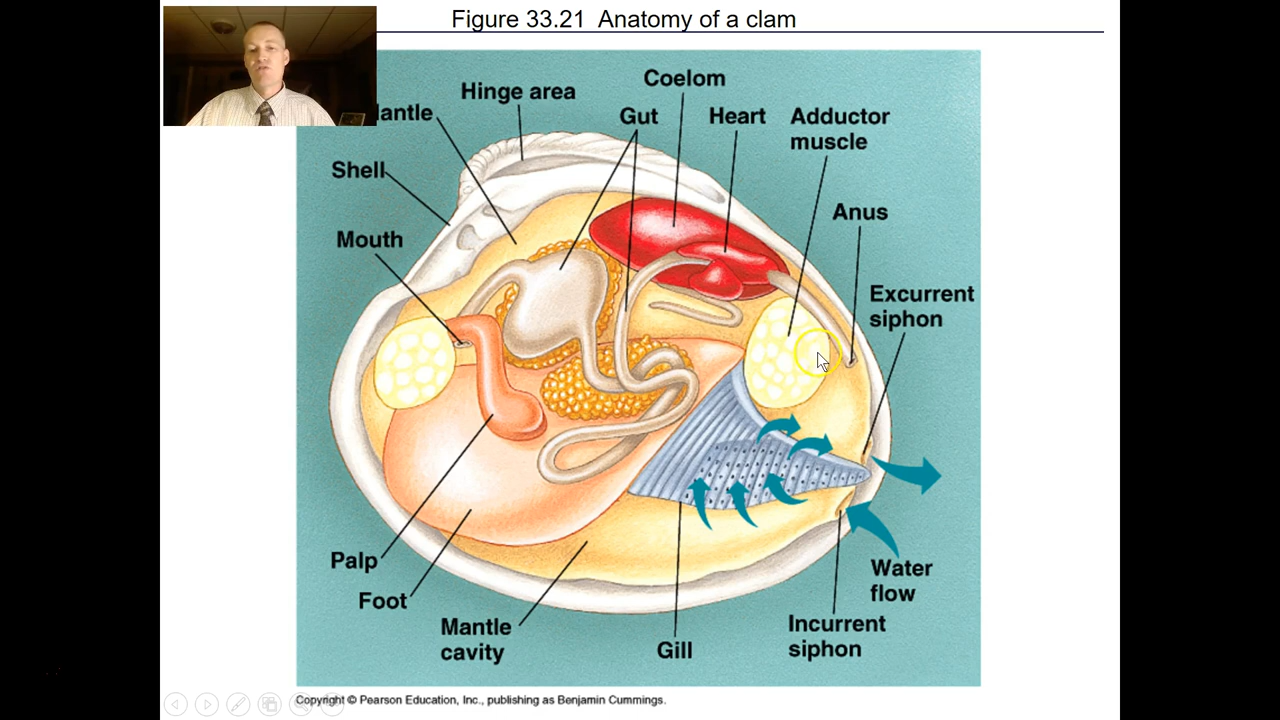 Figure 33.21 Anatomy of a clam
Coelom
Hinge area
antle
Gut
Heart
Adductor
muscle
Shell
Anus
Mouth
Excurrent
siphon
Palp
Foot
Mantle
cavity
Gill
Incurrent
siphon
Water
flow
Copyright © Pearson Education, Inc., publishing as Benjamin Cummings.